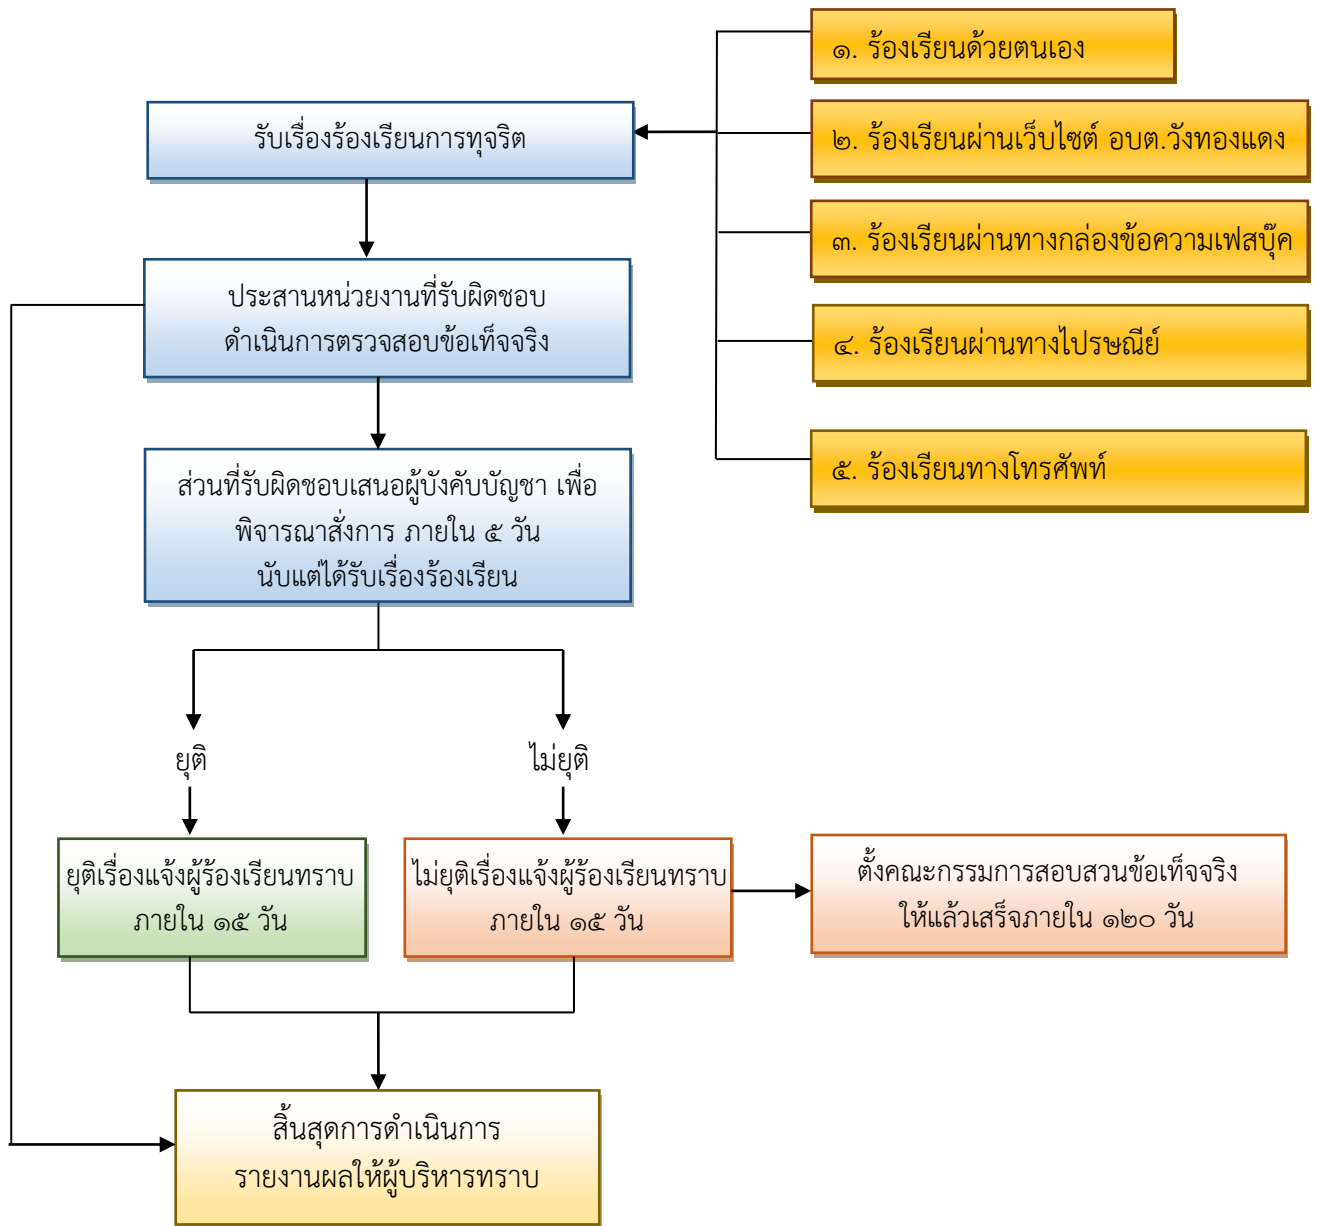 ๑. ร้องเรียนด้วยตนเอง
รับเรื่องร้องเรียนการทุจริต
๒. ร้องเรียนผ่านเว็บไซต์ อบต.วังทองแดง
๓. ร้องเรียนผ่านทางกล่องข้อความเฟสบุ๊ค
ประสานหน่วยงานที่รับผิดชอบ
ดำเนินการตรวจสอบข้อเท็จจริง
๔. ร้องเรียนผ่านทางไปรษณีย์
๕. ร้องเรียนทางโทรศัพท์
ส่วนที่รับผิดชอบเสนอผู้บังคับบัญชา เพื่อ
พิจารณาสั่งการ ภายใน ๕ วัน
นับแต่ได้รับเรื่องร้องเรียน
ยุติ
ไม่ยุติ
ยุติเรื่องแจ้งผู้ร้องเรียนทราบ
ภายใน ๑๕ วัน
ไม่ยุติเรื่องแจ้งผู้ร้องเรียนทราบ
ภายใน ๑๕ วัน
ตั้งคณะกรรมการสอบสวนข้อเท็จจริง
ให้แล้วเสร็จภายใน ๑๒๐ วัน
สิ้นสุดการดำเนินการ
รายงานผลให้ผู้บริหารทราบ